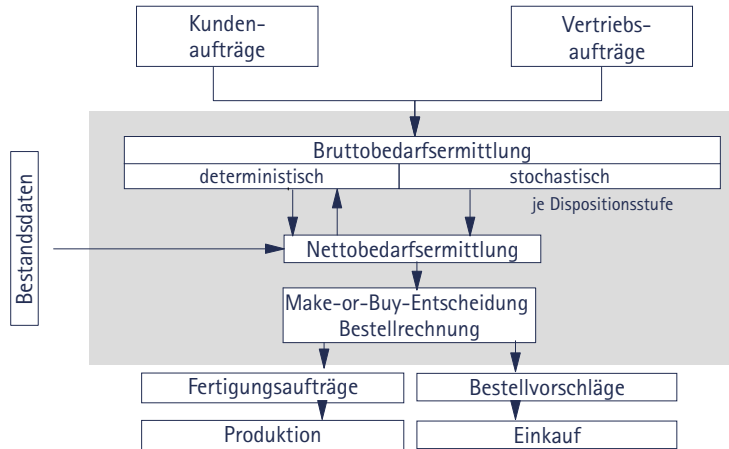 Kunden-
aufträge
Vertriebs-
aufträge
Bruttobedarfsermittlung
deterministisch
stochastisch
je Dispositionsstufe
Bestandsdaten
Nettobedarfsermittlung
Make-or-Buy-Entscheidung
Bestellrechnung
Fertigungsaufträge
Bestellvorschläge
Produktion
Einkauf